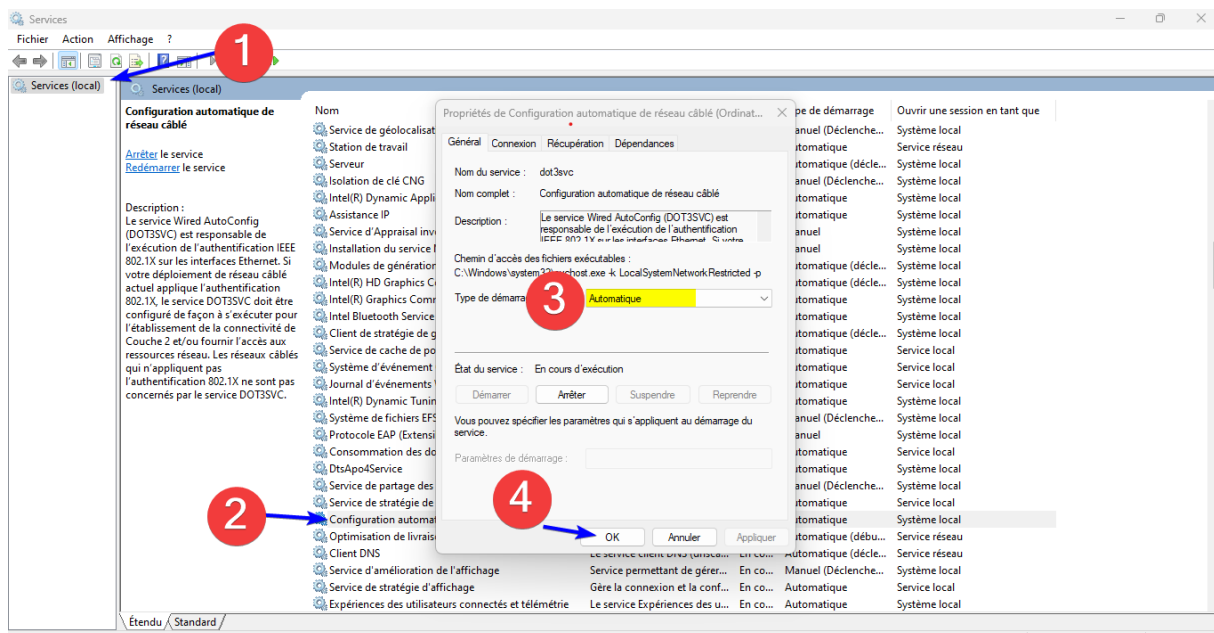 Services
Fichier Action Affichage ?
1
Services (local)
Services (local)
Configuration automatique de
réseau câblé
Arrêter le service
Redémarrer le service
Description :
Le service Wired AutoConfig
(DOT3SVC) est responsable de
l'exécution de l'authentification IEEE
802.1X sur les interfaces Ethernet. Si
votre déploiement de réseau câblé
actuel applique l'authentification
802.1X, le service DOT3SVC doit être
configuré de façon à s'exécuter pour
l'établissement de la connectivité de
Couche 2 et/ou fournir l'accès aux
ressources réseau. Les réseaux câblés
qui n'appliquent pas
l'authentification 802.1X ne sont pas
concernés par le service DOT3SVC.
Nom
Service de géolocalisat
Station de travail
Serveur
Isolation de clé CNG
Intel(R) Dynamic Appli
Assistance IP
Service d'Appraisal inv
Installation du service
Modules de génération
Intel(R) HD Graphics C
Intel(R) Graphics Comr
Intel Bluetooth Service
Client de stratégie de g
Service de cache de po
Système d'événement
Journal d'événements
Intel(R) Dynamic Tunin
Système de fichiers EFS
Protocole EAP (Extensi
Consommation des do
DtsApo4Service
Service de partage des
Service de stratégie de
2
Configuration automat
Optimisation de livrais
Client DNS
Service d'amélioration de l'affichage Service permettant de gérer... En co... Manuel (Déclenche... Système local
Service de stratégie d'affichage Gère la connexion et la conf... En co... Automatique Service local
Expériences des utilisateurs connectés et télémétrie Le service Expériences des u... En co... Automatique Système local
Propriétés de Configuration automatique de réseau câblé (Ordinat...
Général Connexion Récupération Dépendances
Nom du service : dot3svc
Nom complet : Configuration automatique de réseau câblé
Description :
Le service Wired AutoConfig (DOT3SVC) est
responsable de l'exécution de l'authentification
IEEE 802.1X sur les interfaces Ethernet. Si votre
Chemin d'accès des fichiers exécutables :
C:\Windows\system32\svchost.exe -k LocalSystemNetworkRestricted -p
Type de démarra
3
Automatique
État du service : En cours d'exécution
Démarrer Arrêter Suspendre Reprendre
Vous pouvez spécifier les paramètres qui s'appliquent au démarrage du
service.
Paramètres de démarrage :
4
OK Annuler Appliquer
Le service client DNS (dnsca... En co... Automatique (décle... Service réseau
pe de démarrage Ouvrir une session en tant que
anuel (Déclenche... Système local
utomatique Service réseau
utomatique (décle... Système local
anuel (Déclenche... Système local
utomatique Système local
utomatique Système local
anuel Système local
anuel Système local
utomatique (décle... Système local
utomatique (décle... Système local
utomatique Système local
utomatique Système local
utomatique (décle... Système local
utomatique Service local
utomatique Service local
utomatique Service local
utomatique Système local
anuel (Déclenche... Système local
anuel Système local
utomatique Service local
utomatique Système local
anuel (Déclenche... Système local
utomatique Service local
utomatique Système local
utomatique (débu... Service réseau
Étendu Standard